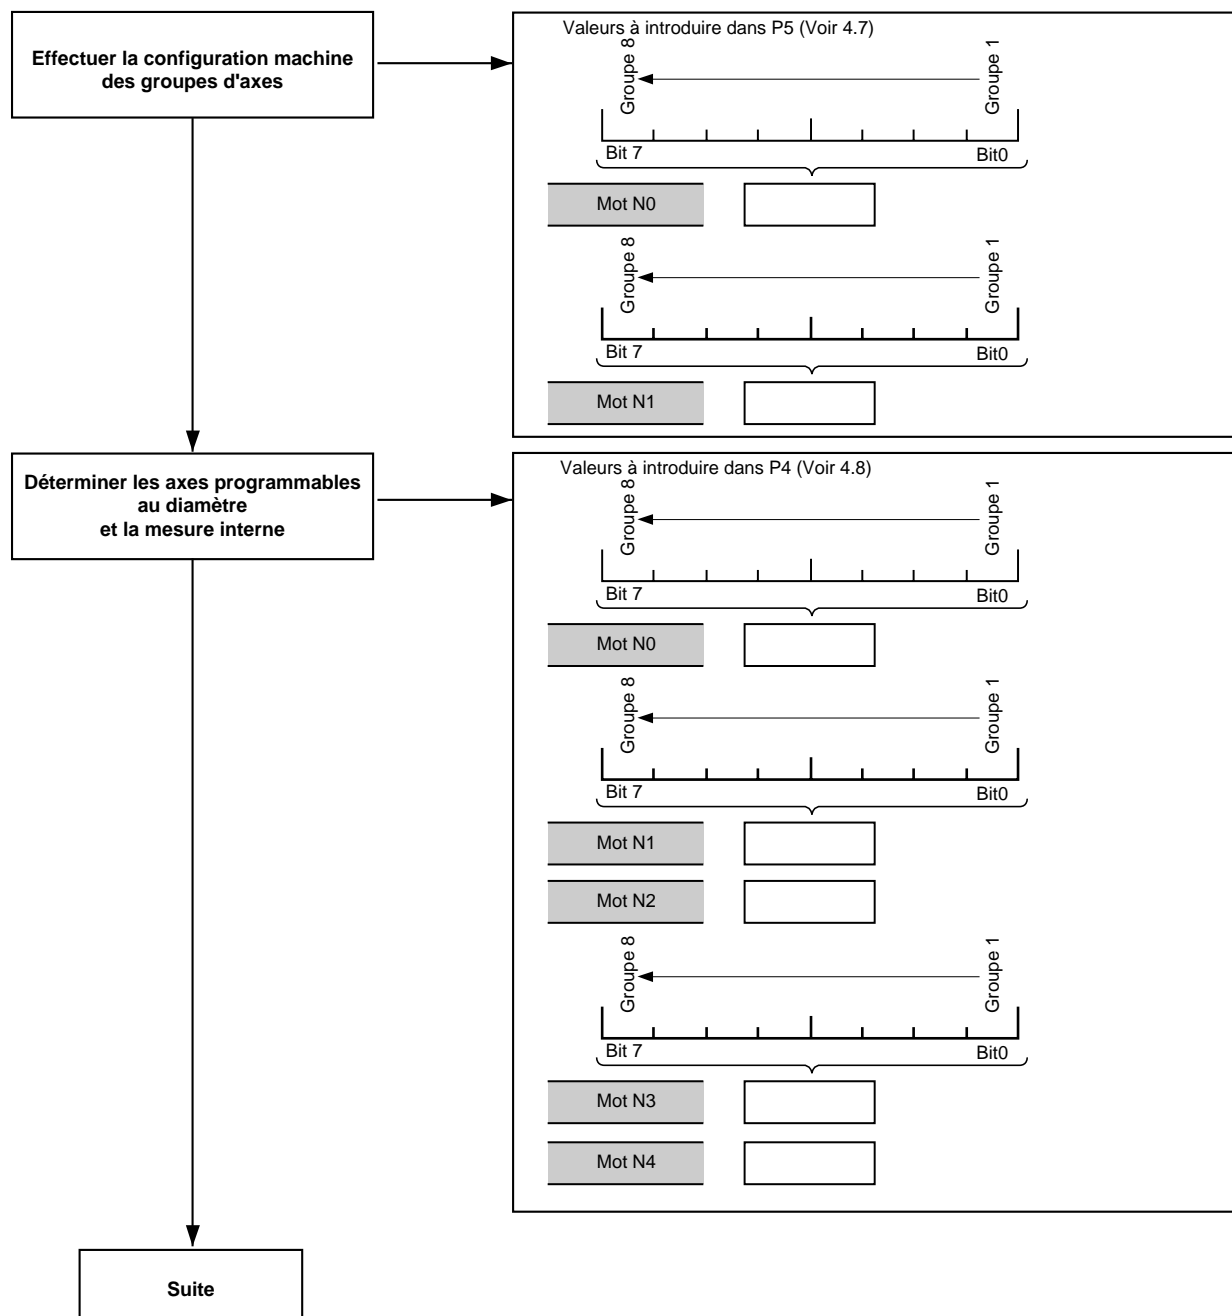 Effectuer la configuration machine
des groupes d'axes
Valeurs à introduire dans P5 (Voir 4.7)
Groupe 8
Groupe 1
Bit 7
Bit0
Mot N0
Groupe 8
Groupe 1
Bit 7
Bit0
Mot N1
Déterminer les axes programmables
au diamètre
et la mesure interne
Valeurs à introduire dans P4 (Voir 4.8)
Groupe 8
Groupe 1
Bit 7
Bit0
Mot N0
Groupe 8
Groupe 1
Bit 7
Bit0
Mot N1
Mot N2
Groupe 8
Groupe 1
Bit 7
Bit0
Mot N3
Mot N4
Suite